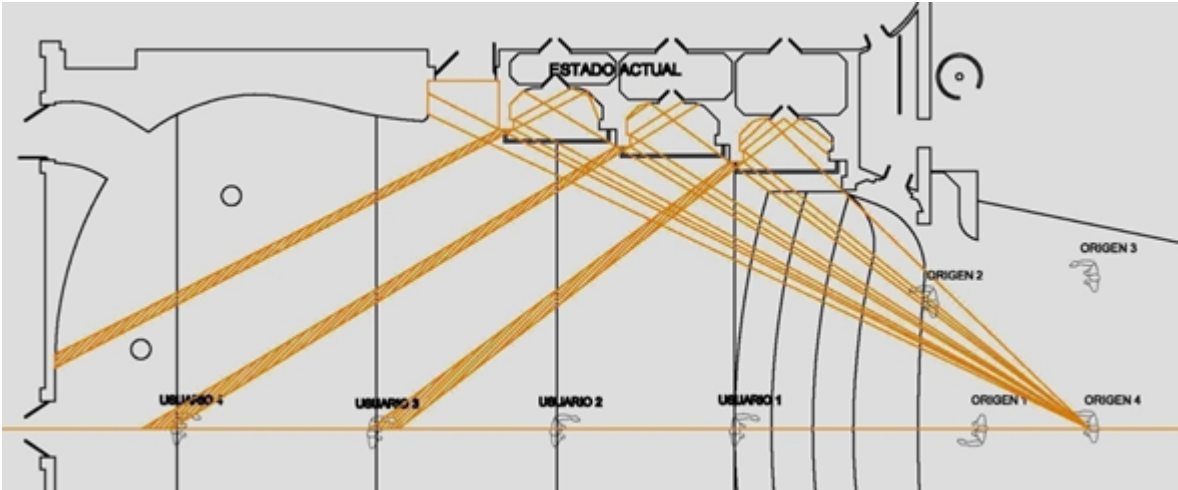 ESTADO ACTUAL
ORIGEN 3
ORIGEN 2
USUARIO 4
USUARIO 3
USUARIO 2
USUARIO 1
ORIGEN 1
ORIGEN 4